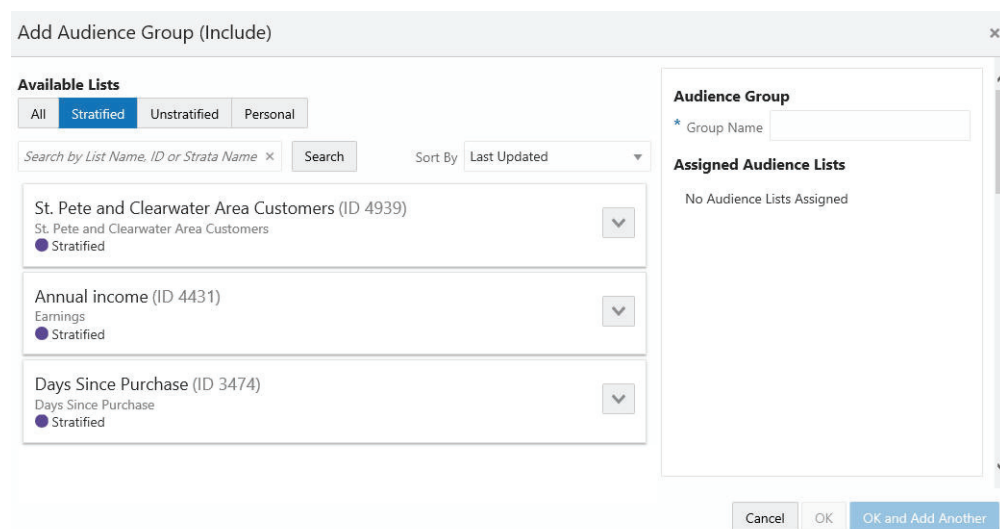 Add Audience Group (Include)
×
Available Lists
All Stratified Unstratified Personal
Search by List Name, ID or Strata Name × Search Sort By Last Updated
St. Pete and Clearwater Area Customers (ID 4939)
St. Pete and Clearwater Area Customers
Stratified
Annual income (ID 4431)
Earnings
Stratified
Days Since Purchase (ID 3474)
Days Since Purchase
Stratified
Audience Group
* Group Name
Assigned Audience Lists
No Audience Lists Assigned
Cancel OK OK and Add Another